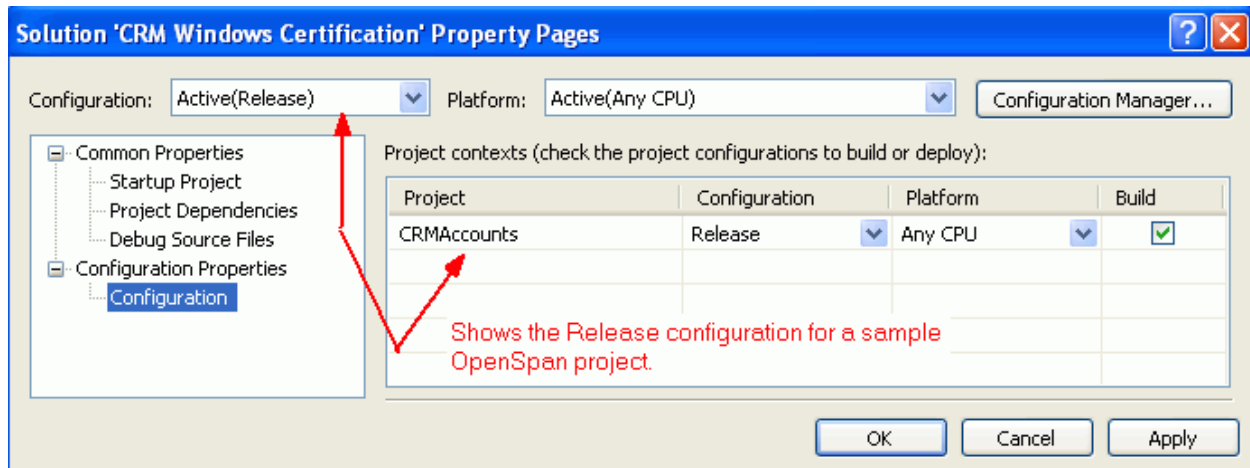 Solution 'CRM Windows Certification' Property Pages
Configuration: Active(Release) Platform: Active(Any CPU) Configuration Manager...
Common Properties
Startup Project
Project Dependencies
Debug Source Files
Configuration Properties
Configuration
Project contexts (check the project configurations to build or deploy):
Project Configuration Platform Build
CRMAccounts Release Any CPU
Shows the Release configuration for a sample
OpenSpan project.
OK Cancel Apply